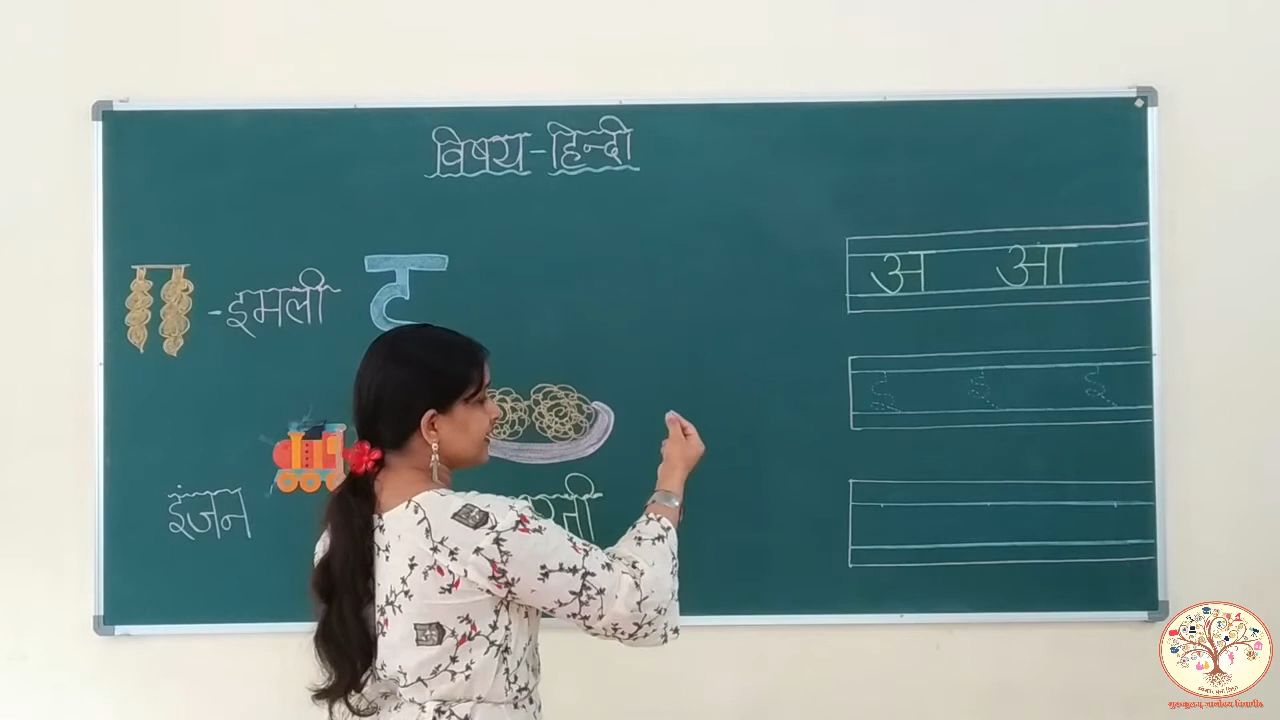 विषय - हिन्दी
अ आ
- इमली ट
इ इ इ
इंजन